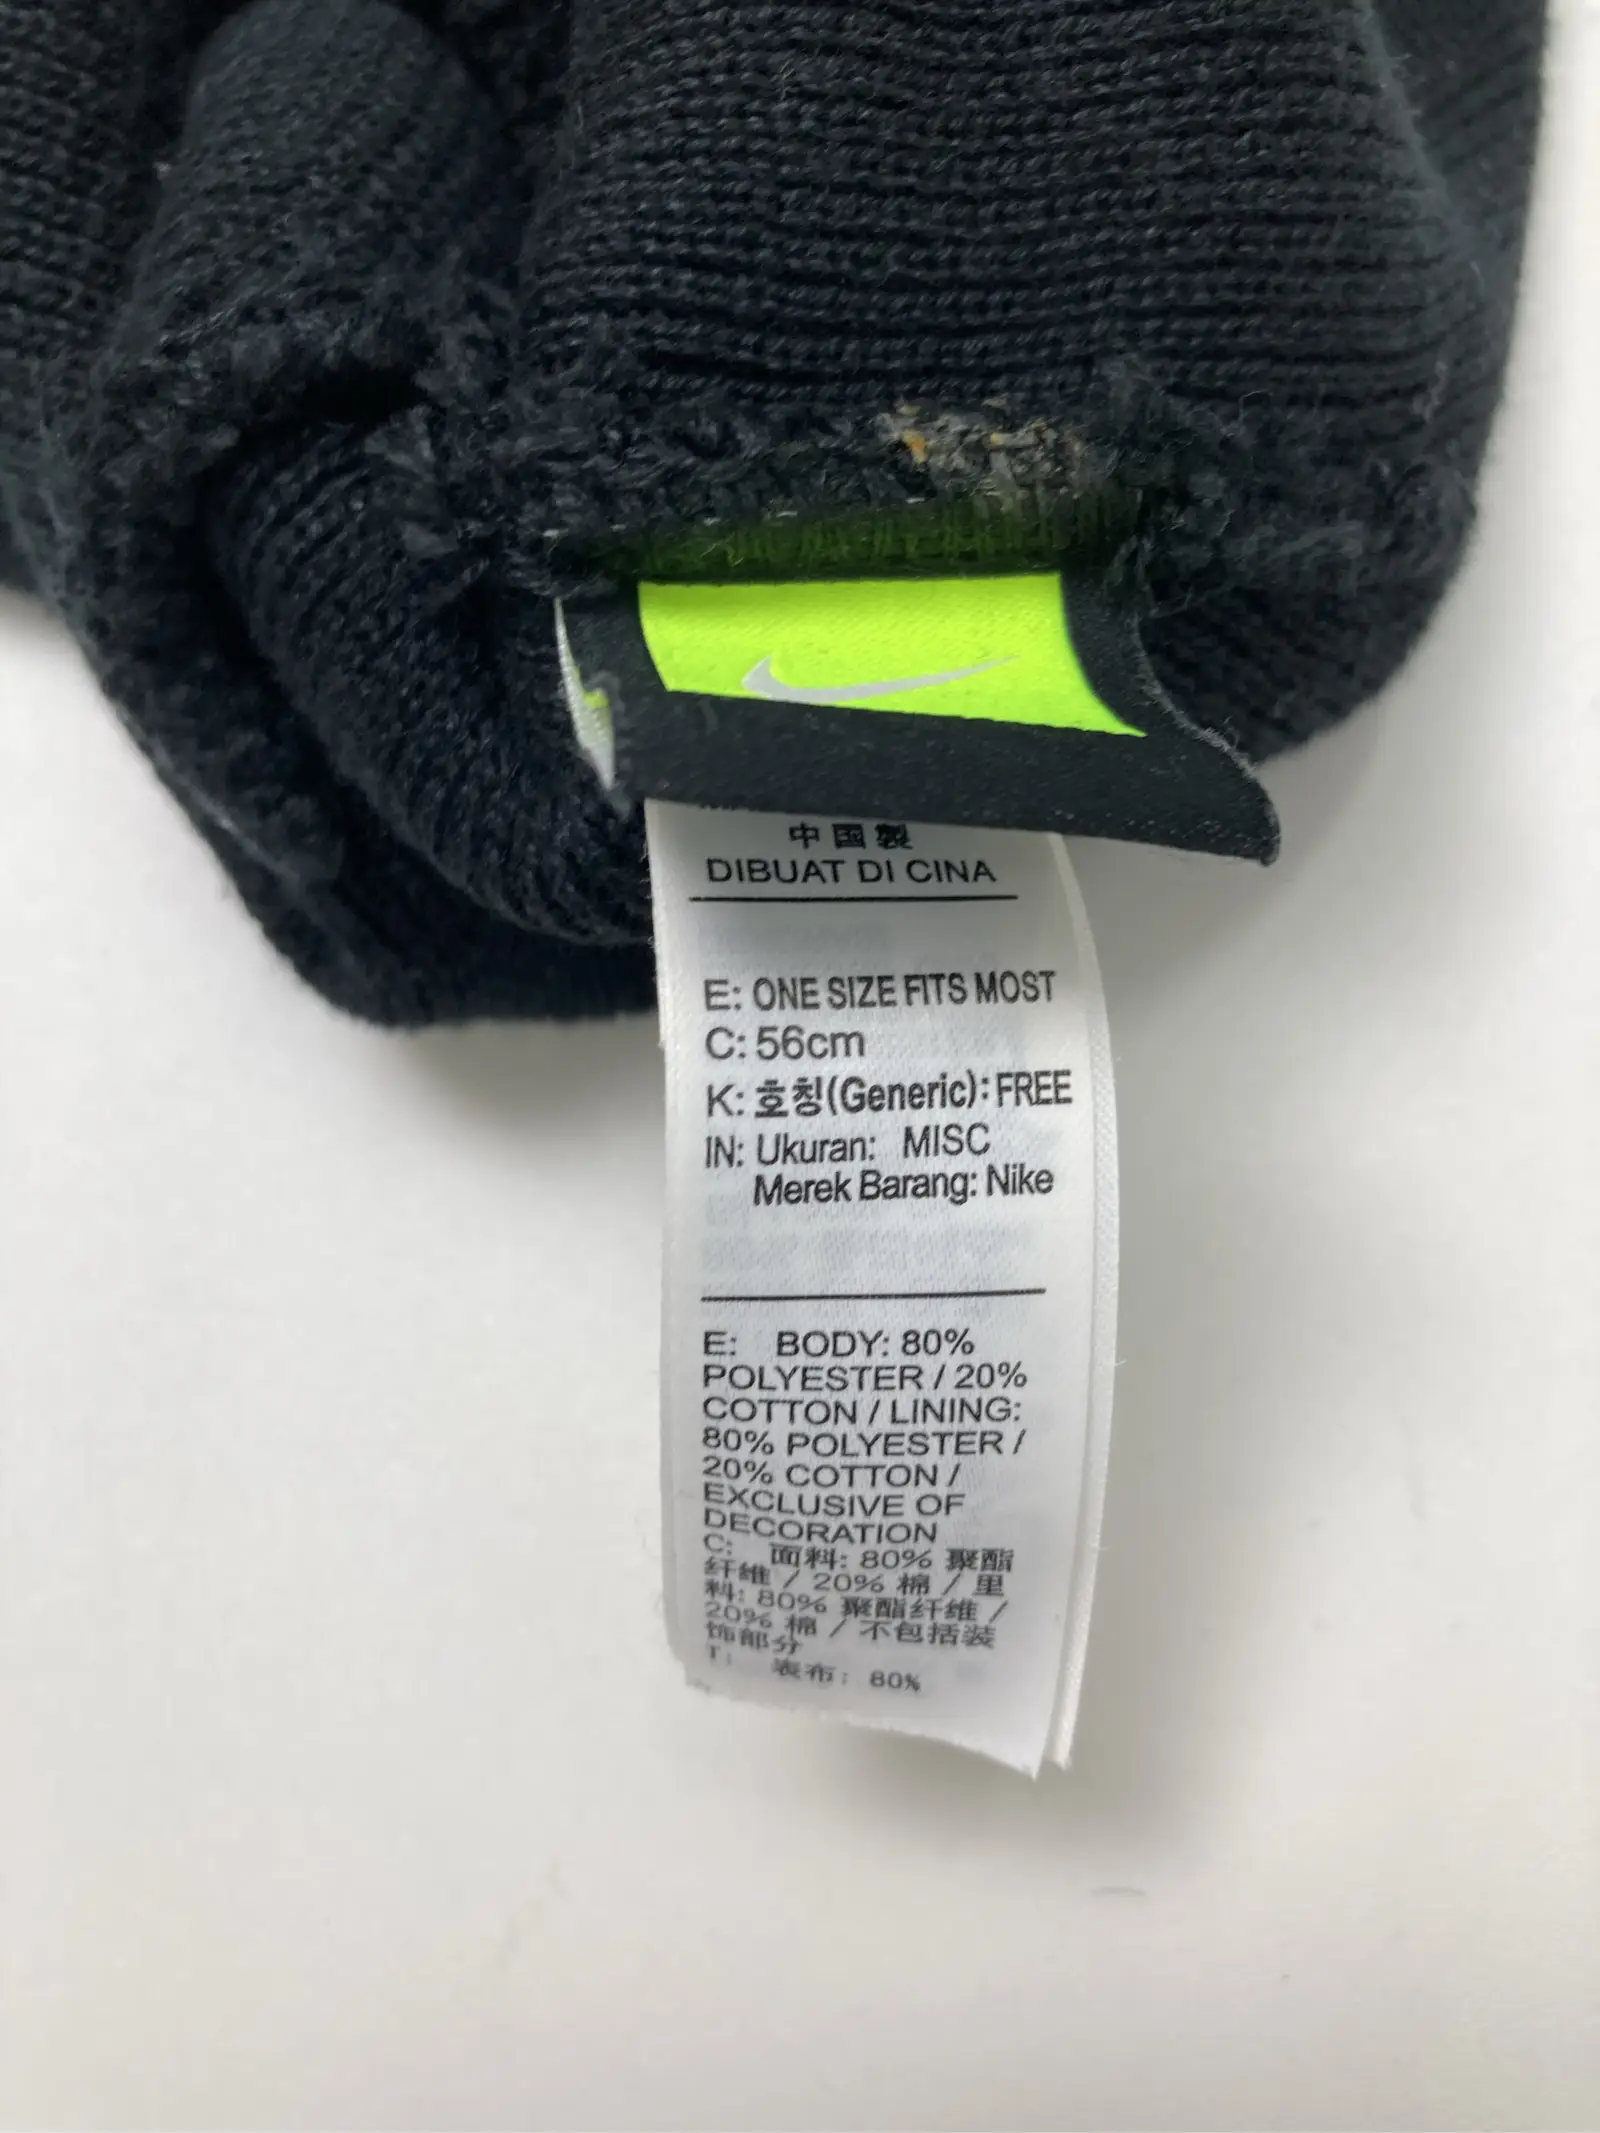 中国製
DIBUAT DI CINA
E: ONE SIZE FITS MOST
C: 56cm
K: 호칭(Generic): FREE
IN: Ukuran: MISC
Merek Barang: Nike
E: BODY: 80%
POLYESTER / 20%
COTTON / LINING:
80% POLYESTER /
20% COTTON /
EXCLUSIVE OF
DECORATION
C: 面料: 80% 聚酯
纤维 / 20% 棉 / 里
料: 80% 聚酯纤维 /
20% 棉 / 不包括装
饰部分
T: 表布: 80%